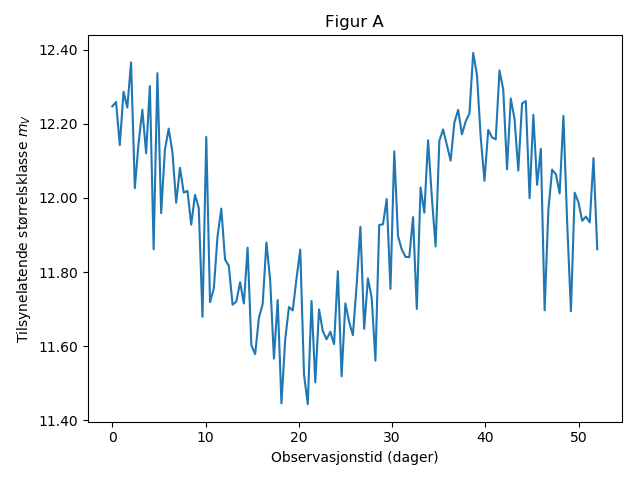 Figur A
Tilsynelatende størrelsesklasse $m_V$
12.40
12.20
12.00
11.80
11.60
11.40
0 10 20 30 40 50
Observasjonstid (dager)